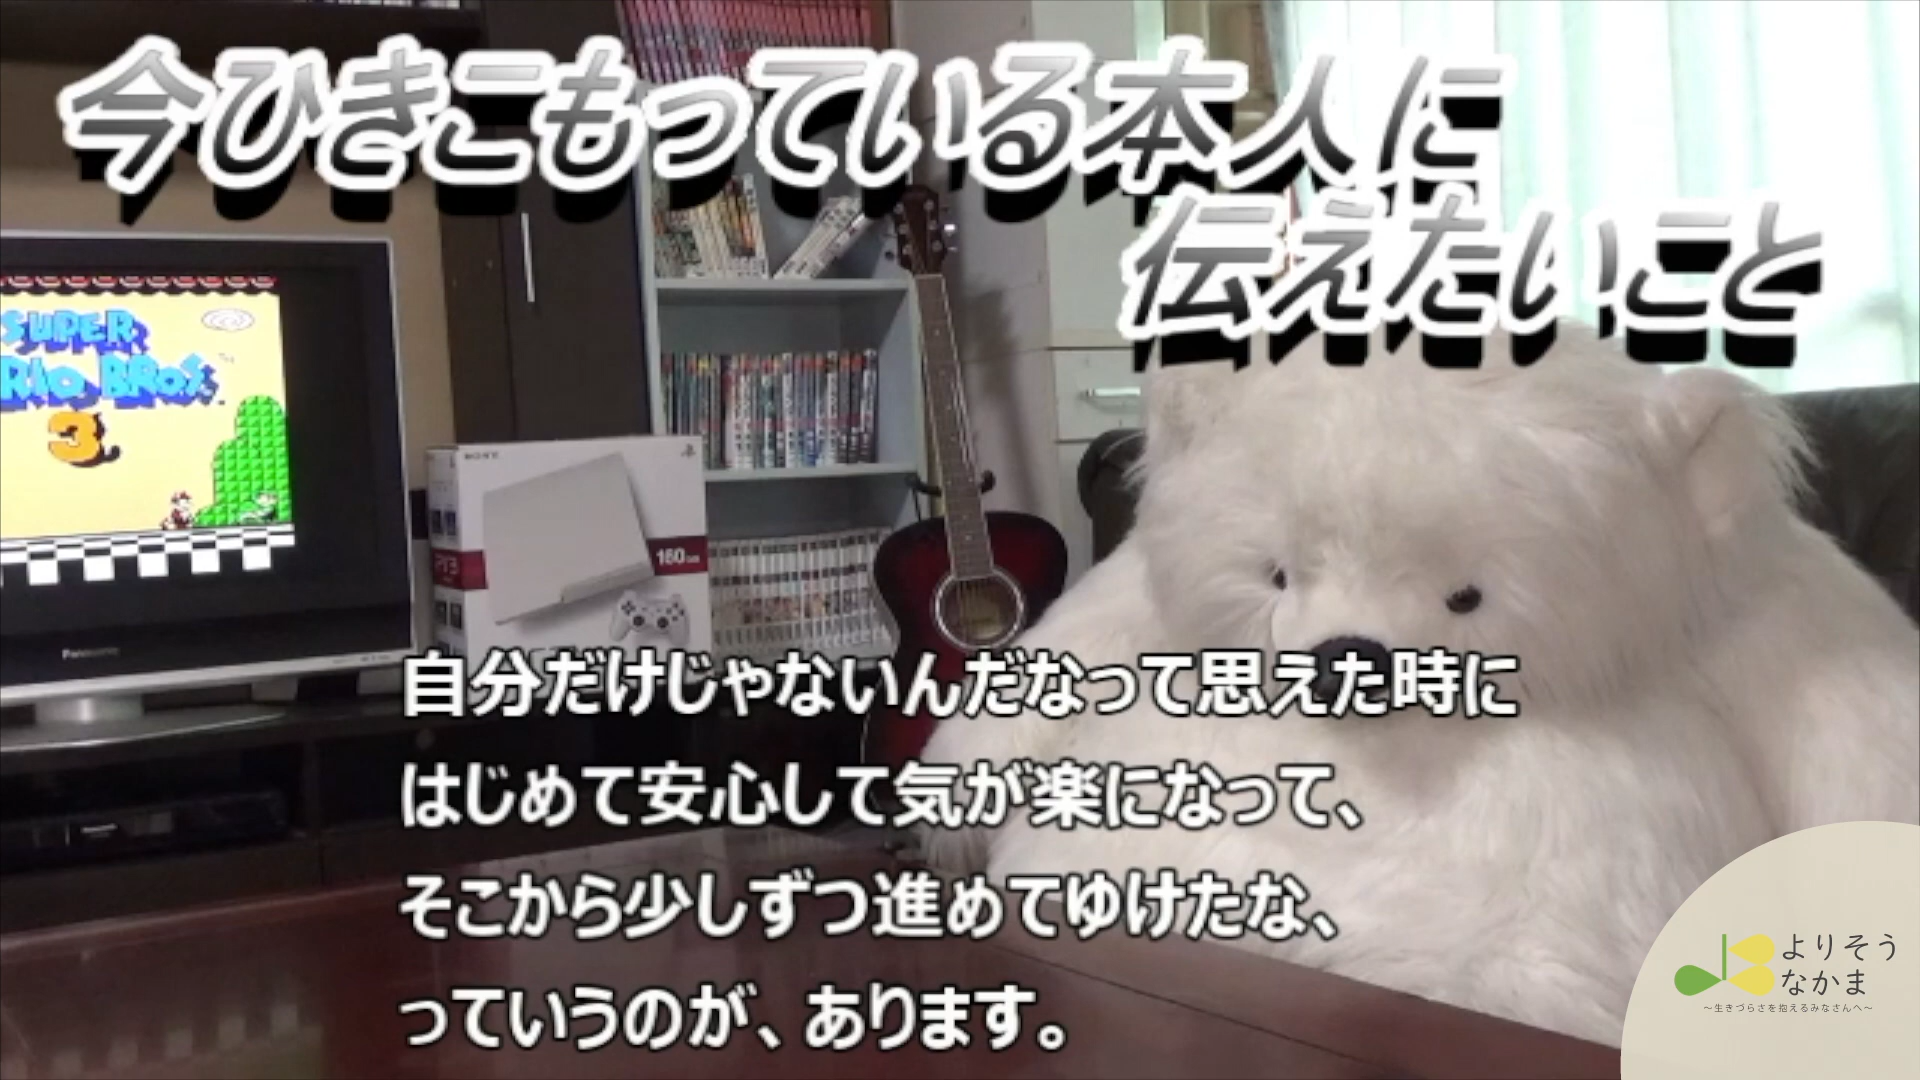 今ひきこもっている本人に
伝えたいこと
SUPER
RIO BROS.
3
SONY
PS3
160GB
Panasonic
自分だけじゃないんだなって思えた時に
はじめて安心して気が楽になって、
そこから少しずつ進めてゆけたな、
っていうのが、あります。
よりそう
なかま
～生きづらさを抱えるみなさんへ～